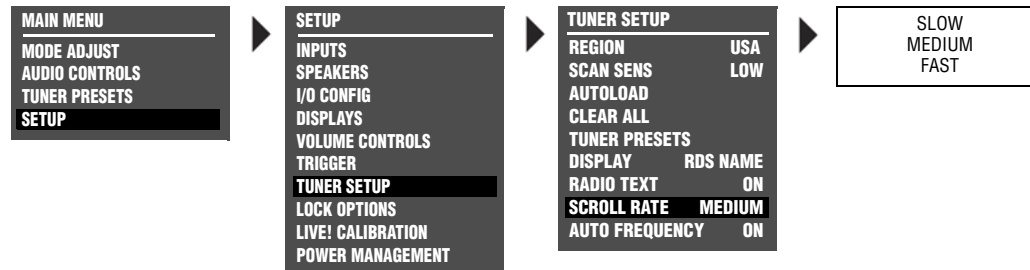 MAIN MENU
MODE ADJUST
AUDIO CONTROLS
TUNER PRESETS
SETUP
SETUP
INPUTS
SPEAKERS
I/O CONFIG
DISPLAYS
VOLUME CONTROLS
TRIGGER
TUNER SETUP
LOCK OPTIONS
LIVE! CALIBRATION
POWER MANAGEMENT
TUNER SETUP
REGION USA
SCAN SENS LOW
AUTOLOAD
CLEAR ALL
TUNER PRESETS
DISPLAY RDS NAME
RADIO TEXT ON
SCROLL RATE MEDIUM
AUTO FREQUENCY ON
SLOW
MEDIUM
FAST